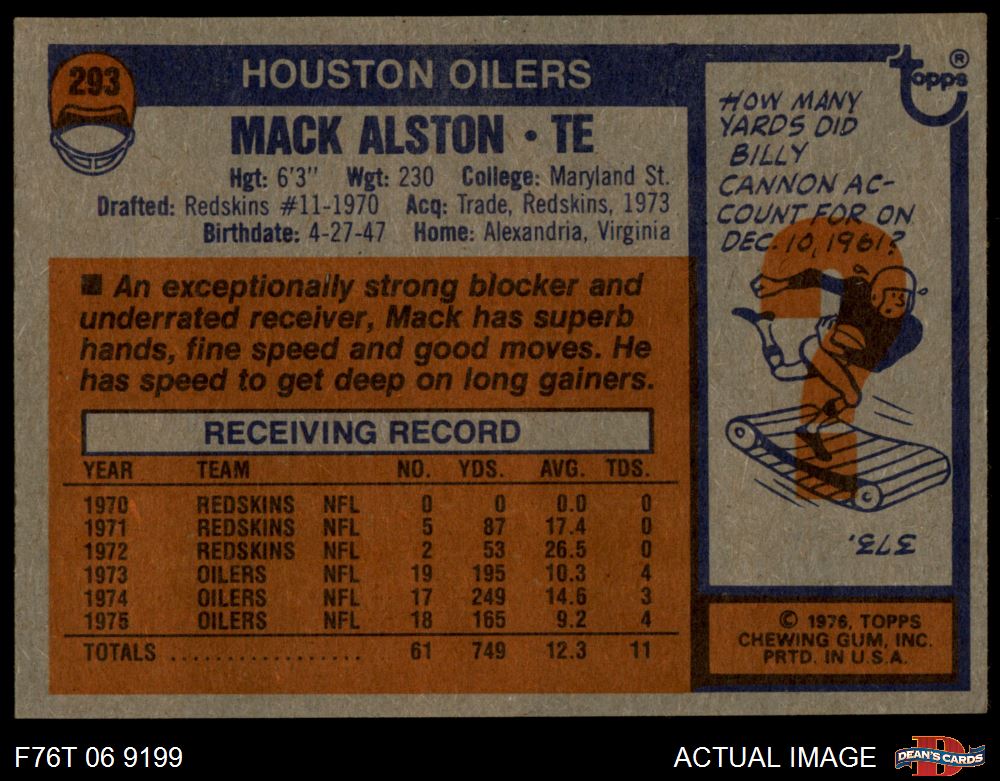 293
HOUSTON OILERS
MACK ALSTON • TE
Hgt: 6'3" Wgt: 230 College: Maryland St.
Drafted: Redskins #11-1970 Acq: Trade, Redskins, 1973
Birthdate: 4-27-47 Home: Alexandria, Virginia
■ An exceptionally strong blocker and
underrated receiver, Mack has superb
hands, fine speed and good moves. He
has speed to get deep on long gainers.
RECEIVING RECORD
YEAR TEAM NO. YDS. AVG. TDS.
1970 REDSKINS NFL 0 0 0.0 0
1971 REDSKINS NFL 5 87 17.4 0
1972 REDSKINS NFL 2 53 26.5 0
1973 OILERS NFL 19 195 10.3 4
1974 OILERS NFL 17 249 14.6 3
1975 OILERS NFL 18 165 9.2 4
TOTALS .................. 61 749 12.3 11
topps®
HOW MANY
YARDS DID
BILLY
CANNON AC-
COUNT FOR ON
DEC. 10, 1961?
?
373.
© 1976, TOPPS
CHEWING GUM, INC.
PRTD. IN U.S.A.
F76T 06 9199
ACTUAL IMAGE
D
DEAN'S CARDS